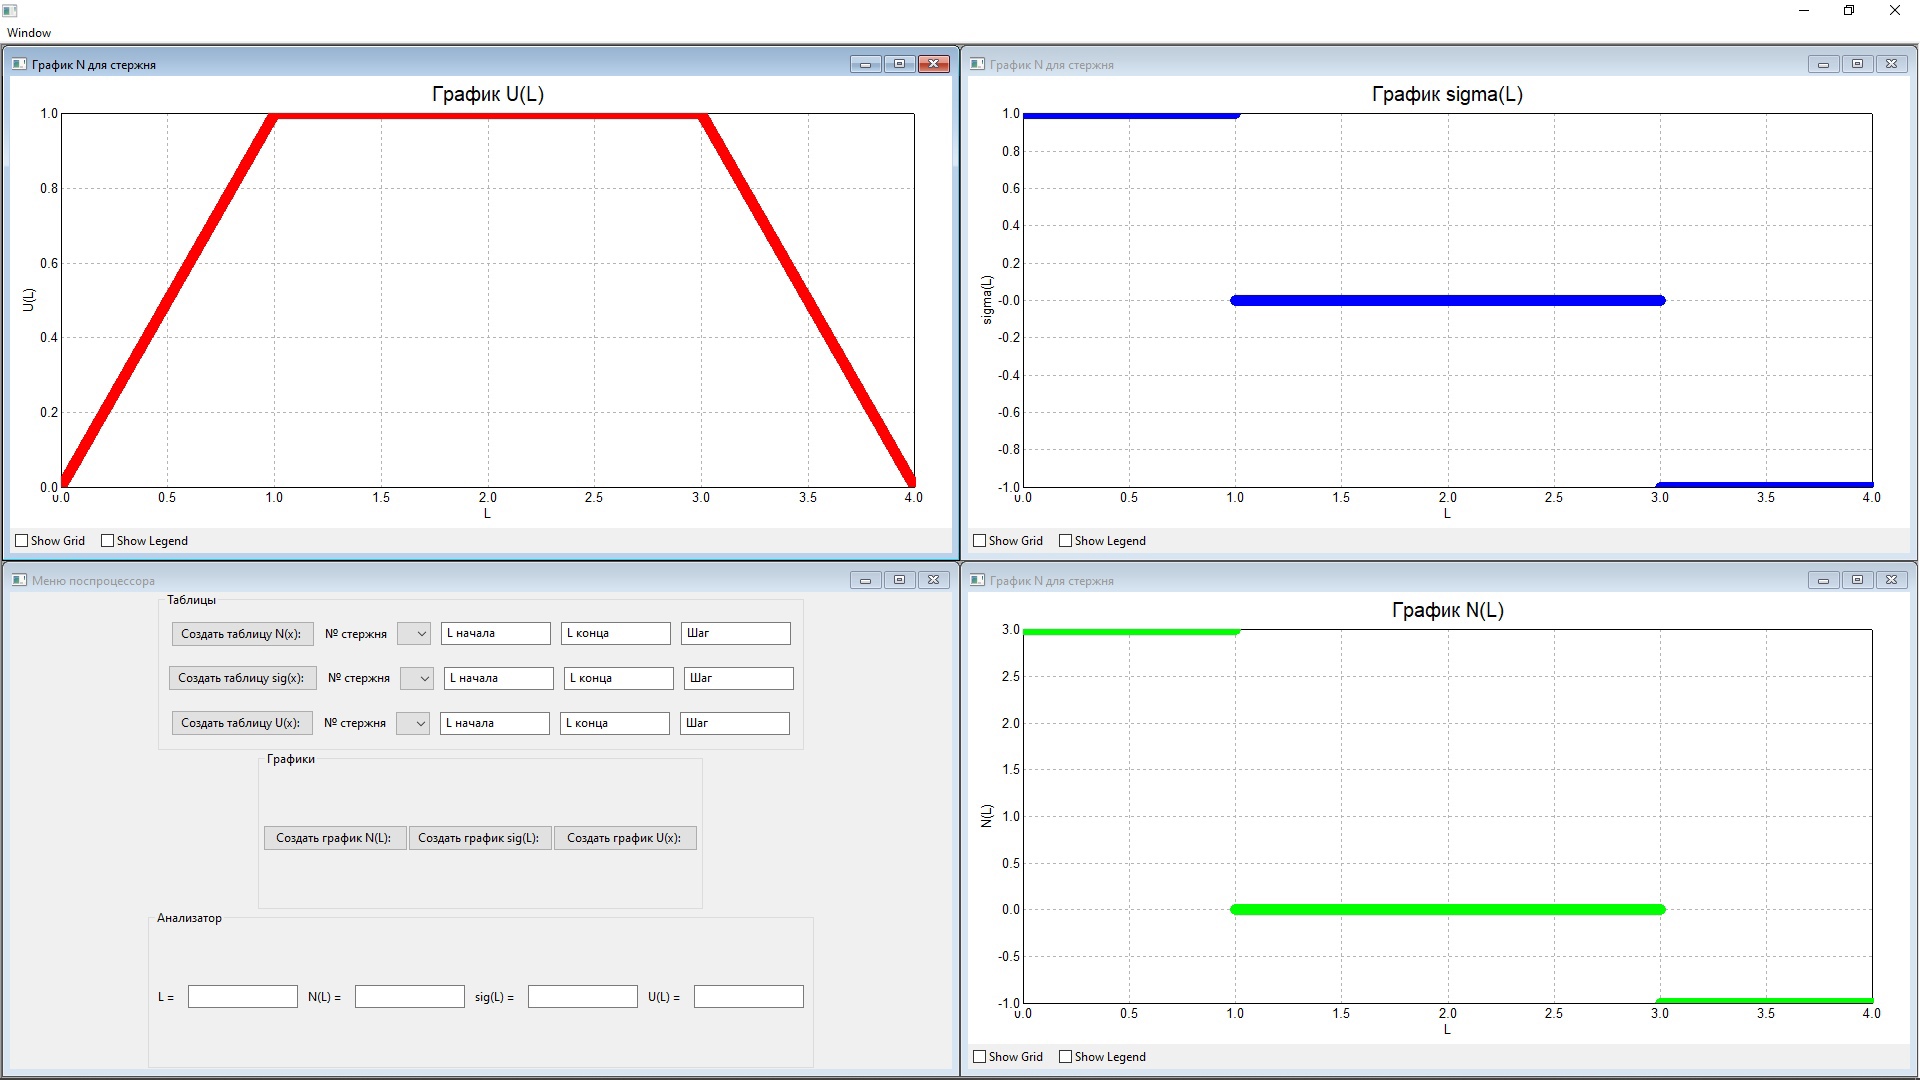 Window
График N для стержня
График U(L)
1.0
0.8
0.6
0.4
0.2
0.0
U(L)
0.0 0.5 1.0 1.5 2.0 2.5 3.0 3.5 4.0
L
Show Grid Show Legend
График N для стержня
График sigma(L)
1.0
0.8
0.6
0.4
0.2
-0.0
-0.2
-0.4
-0.6
-0.8
-1.0
sigma(L)
0.0 0.5 1.0 1.5 2.0 2.5 3.0 3.5 4.0
L
Show Grid Show Legend
Меню поспроцессора
Таблицы
Создать таблицу N(x): № стержня L начала L конца Шаг
Создать таблицу sig(x): № стержня L начала L конца Шаг
Создать таблицу U(x): № стержня L начала L конца Шаг
Графики
Создать график N(L): Создать график sig(L): Создать график U(x):
Анализатор
L = N(L) = sig(L) = U(L) =
График N для стержня
График N(L)
3.0
2.5
2.0
1.5
1.0
0.5
0.0
-0.5
-1.0
N(L)
0.0 0.5 1.0 1.5 2.0 2.5 3.0 3.5 4.0
L
Show Grid Show Legend